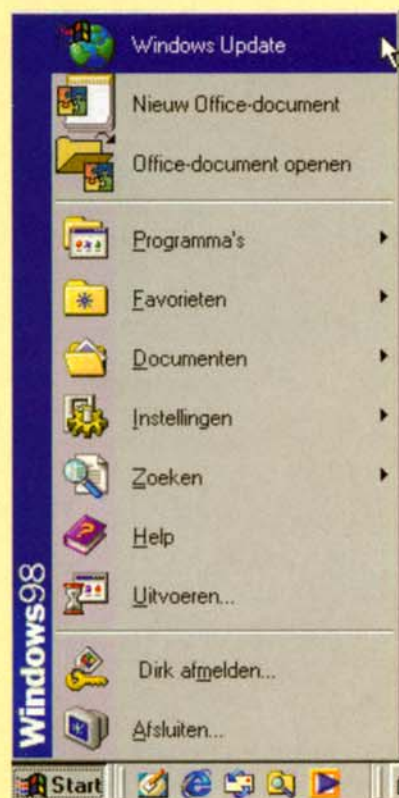 Windows Update
Nieuw Office-document
Office-document openen
Programma's
Favorieten
Documenten
Instellingen
Zoeken
Help
Uitvoeren...
Dirk afmelden...
Afsluiten...
Windows98
Start